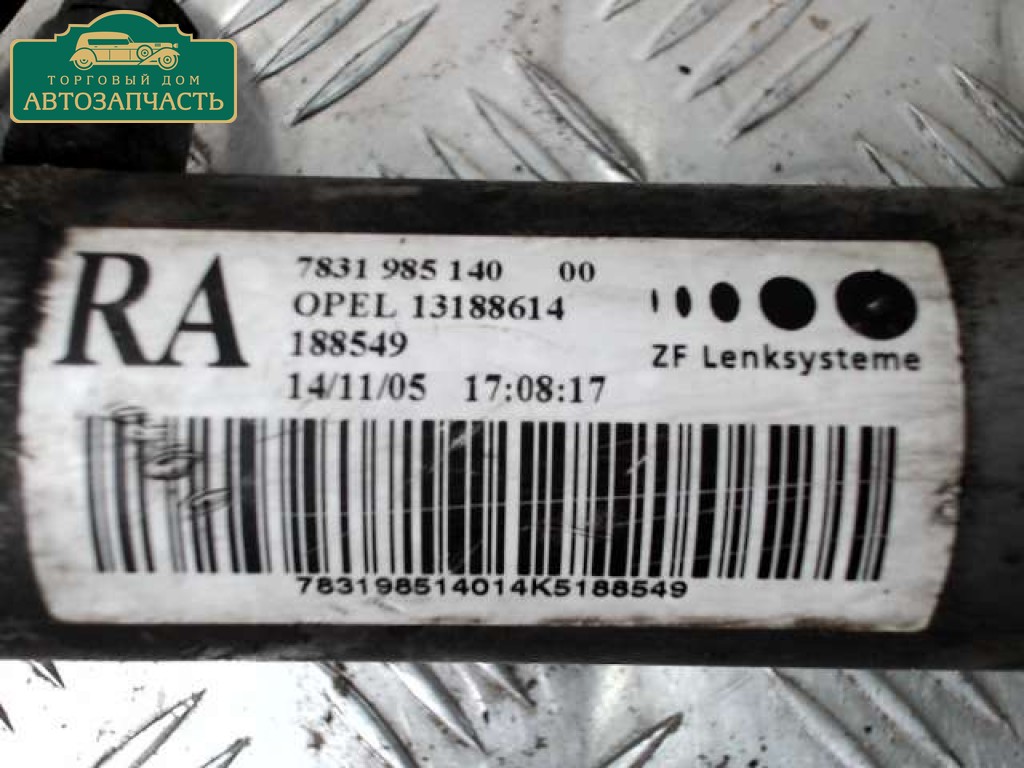 ТОРГОВЫЙ ДОМ
АВТОЗАПЧАСТЬ
RA
7831 985 140 00
OPEL 13188614
188549
14/11/05 17:08:17
ZF Lenksysteme
783198514014K5188549